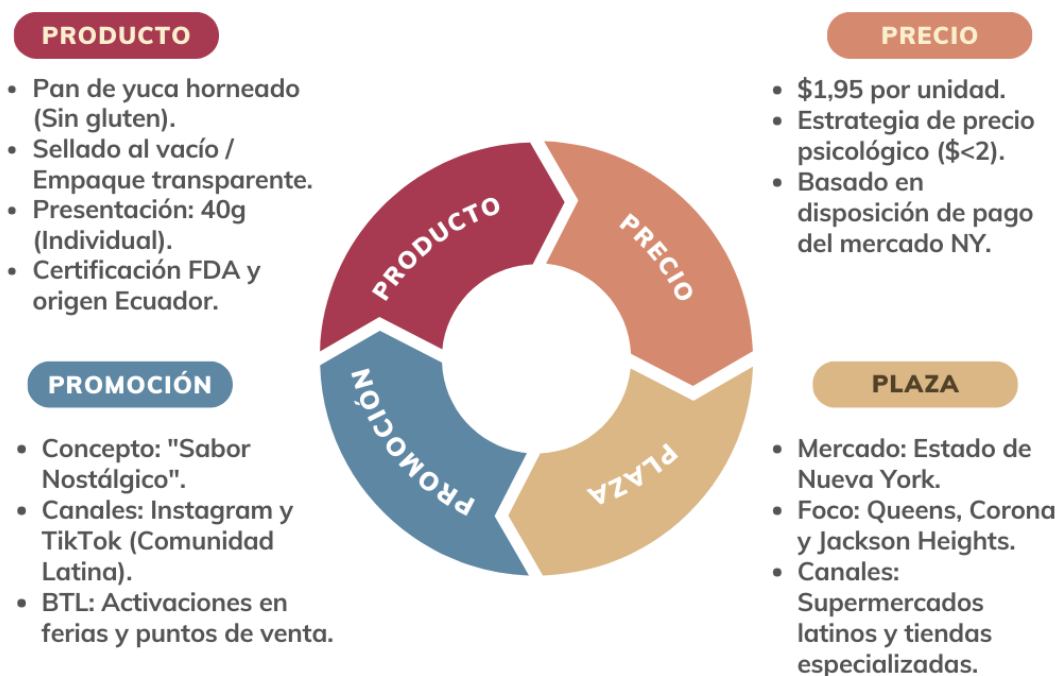 PRODUCTO
Pan de yuca horneado
(Sin gluten).
Sellado al vacío /
Empaque transparente.
Presentación: 40g
(Individual).
Certificación FDA y
origen Ecuador.
PRECIO
$1,95 por unidad.
Estrategia de precio
psicológico ($<2).
Basado en
disposición de pago
del mercado NY.
PRODUCTO
PRECIO
PROMOCIÓN
PLAZA
PROMOCIÓN
Concepto: "Sabor
Nostálgico".
Canales: Instagram y
TikTok (Comunidad
Latina).
BTL: Activaciones en
ferias y puntos de venta.
PLAZA
Mercado: Estado de
Nueva York.
Foco: Queens, Corona
y Jackson Heights.
Canales:
Supermercados
latinos y tiendas
especializadas.